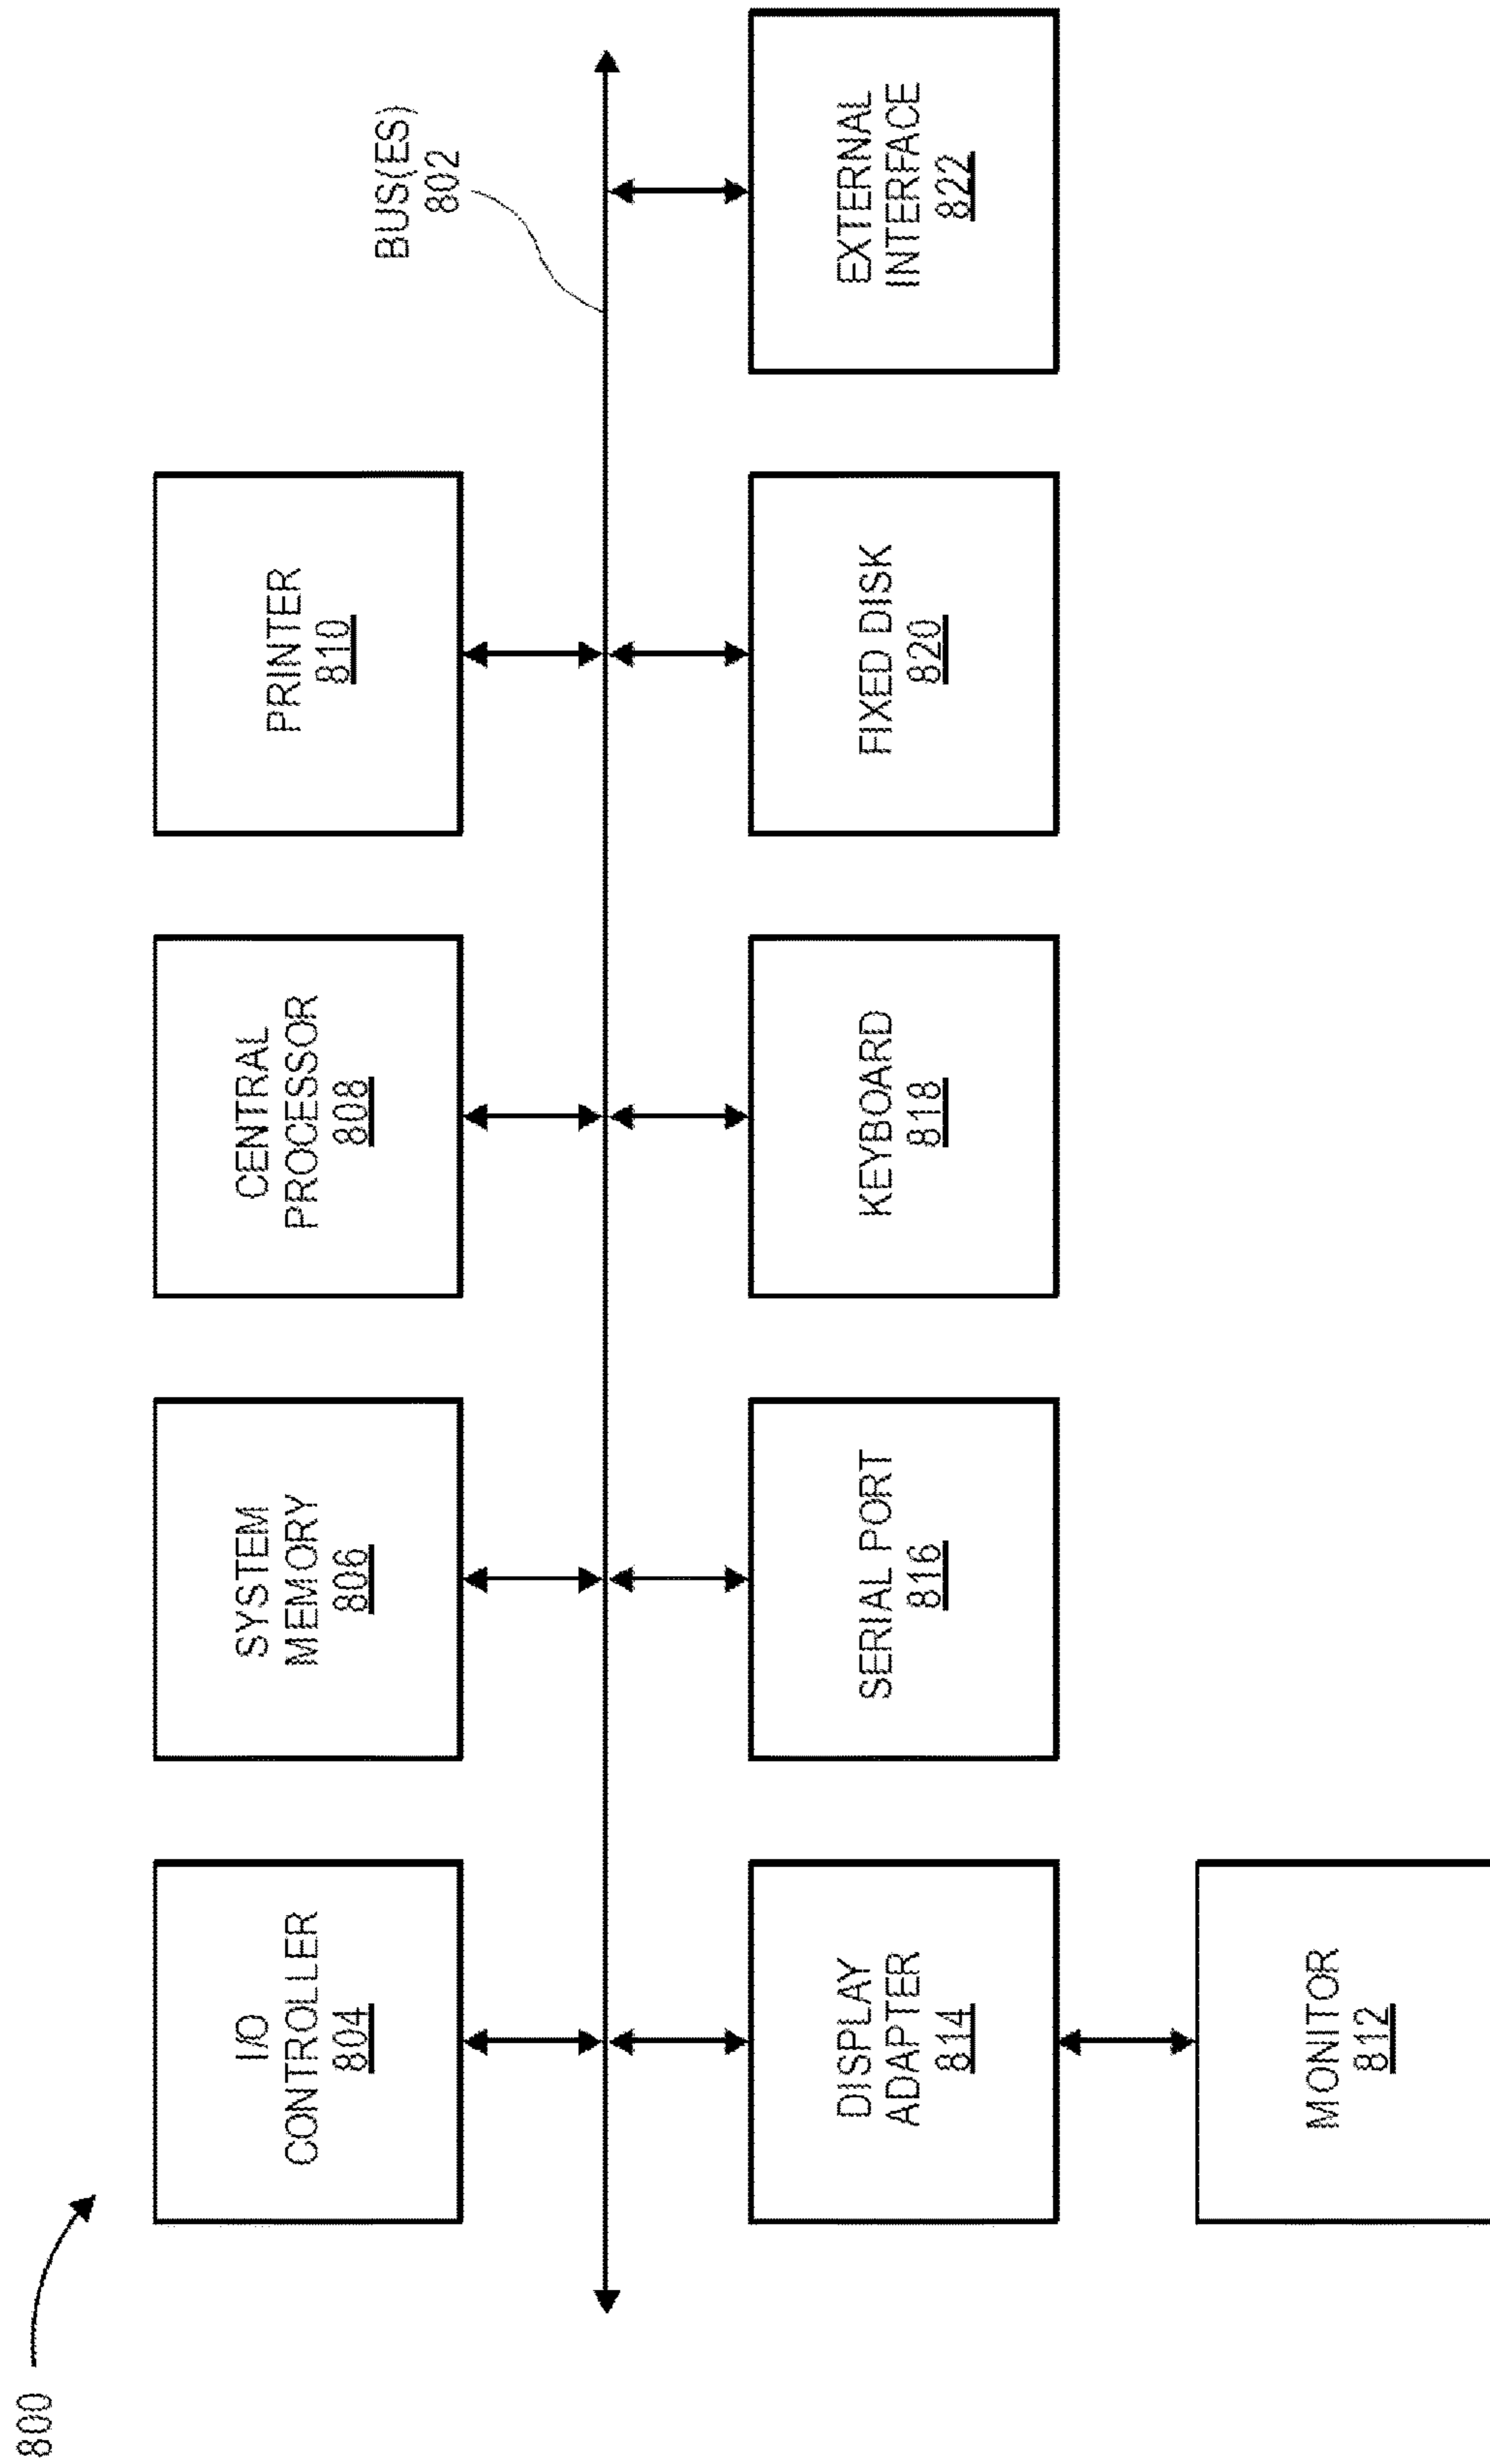 800
I/O
CONTROLLER
804
SYSTEM
MEMORY
806
CENTRAL
PROCESSOR
808
PRINTER
810
BUS(ES)
802
DISPLAY
ADAPTER
814
SERIAL PORT
816
KEYBOARD
818
FIXED DISK
820
EXTERNAL
INTERFACE
822
MONITOR
812